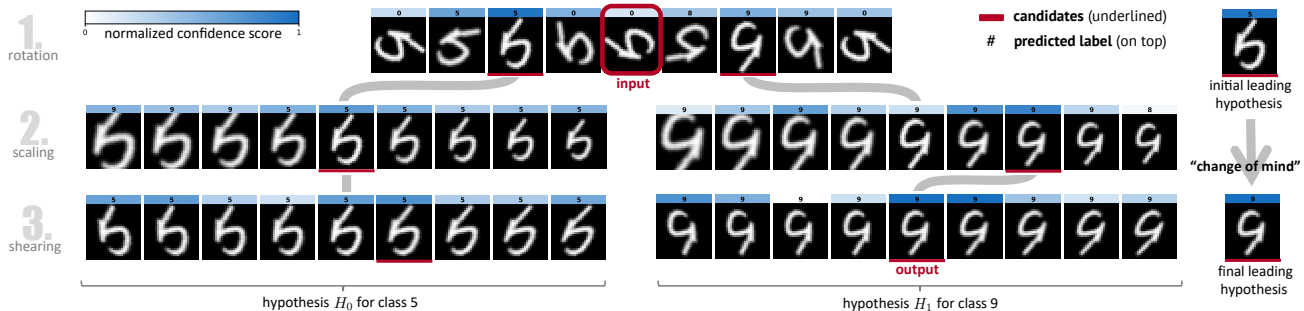 1.
rotation
0 1
normalized confidence score
0 5 5 0 0 8 9 9 0
input
candidates (underlined)
# predicted label (on top)
initial leading
hypothesis
2.
scaling
9 9 9 5 5 5 5 5 5
9 9 9 9 9 9 9 9 8
“change of mind”
3.
shearing
5 5 5 5 5 5 5 5 5
9 9 9 9 9 9 9 9 9
output
final leading
hypothesis
hypothesis H₀ for class 5
hypothesis H₁ for class 9